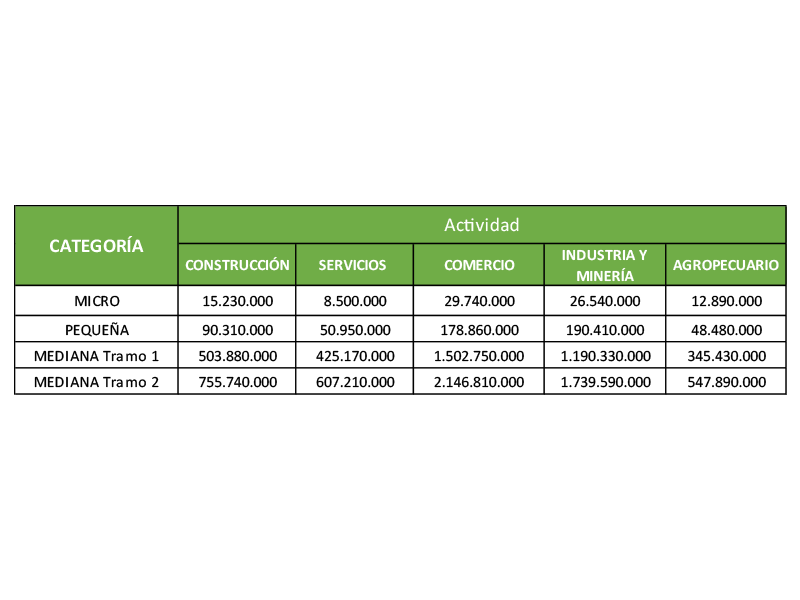 CATEGORÍA
Actividad
CONSTRUCCIÓN SERVICIOS COMERCIO INDUSTRIA Y MINERÍA AGROPECUARIO
MICRO 15.230.000 8.500.000 29.740.000 26.540.000 12.890.000
PEQUEÑA 90.310.000 50.950.000 178.860.000 190.410.000 48.480.000
MEDIANA Tramo 1 503.880.000 425.170.000 1.502.750.000 1.190.330.000 345.430.000
MEDIANA Tramo 2 755.740.000 607.210.000 2.146.810.000 1.739.590.000 547.890.000